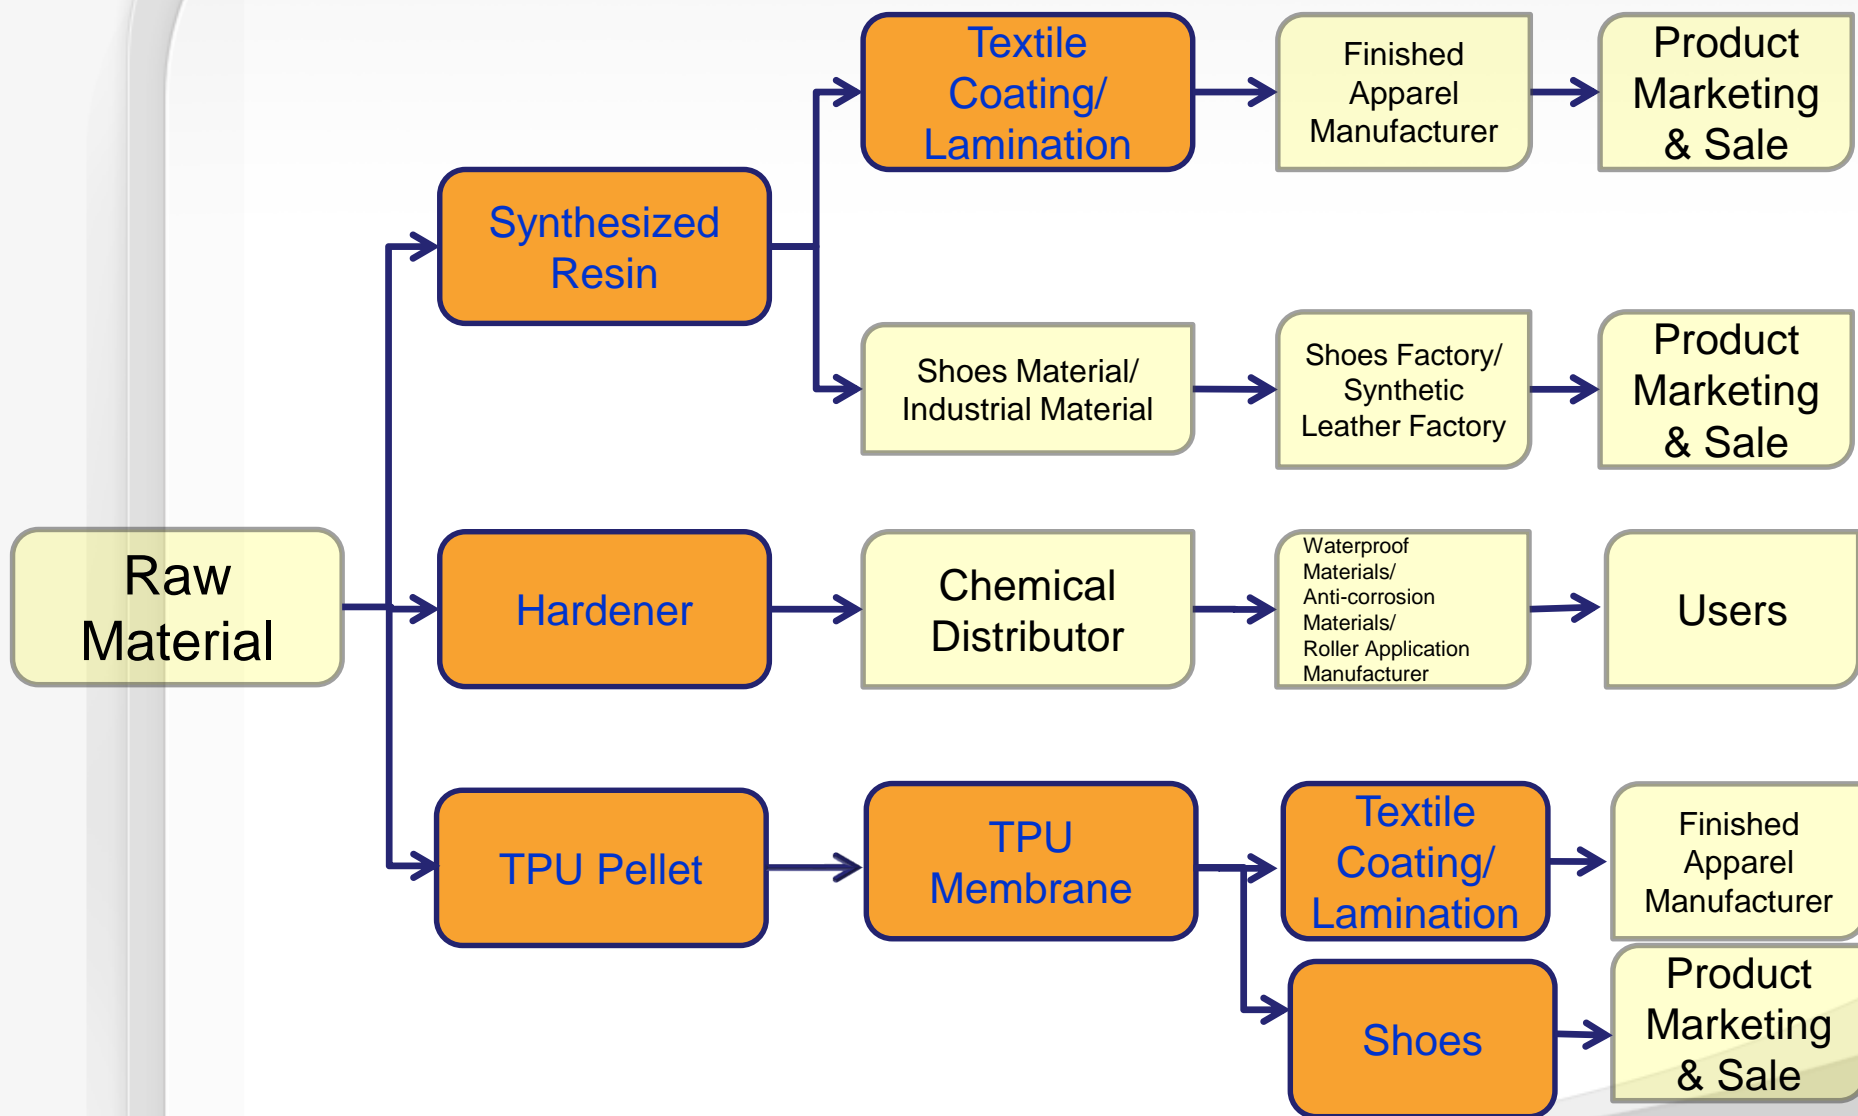 Textile
Coating/
Lamination
Finished
Apparel
Manufacturer
Product
Marketing
& Sale
Synthesized
Resin
Shoes Material/
Industrial Material
Shoes Factory/
Synthetic
Leather Factory
Product
Marketing
& Sale
Raw
Material
Hardener
Chemical
Distributor
Waterproof
Materials/
Anti-corrosion
Materials/
Roller Application
Manufacturer
Users
TPU Pellet
TPU
Membrane
Textile
Coating/
Lamination
Finished
Apparel
Manufacturer
Shoes
Product
Marketing
& Sale